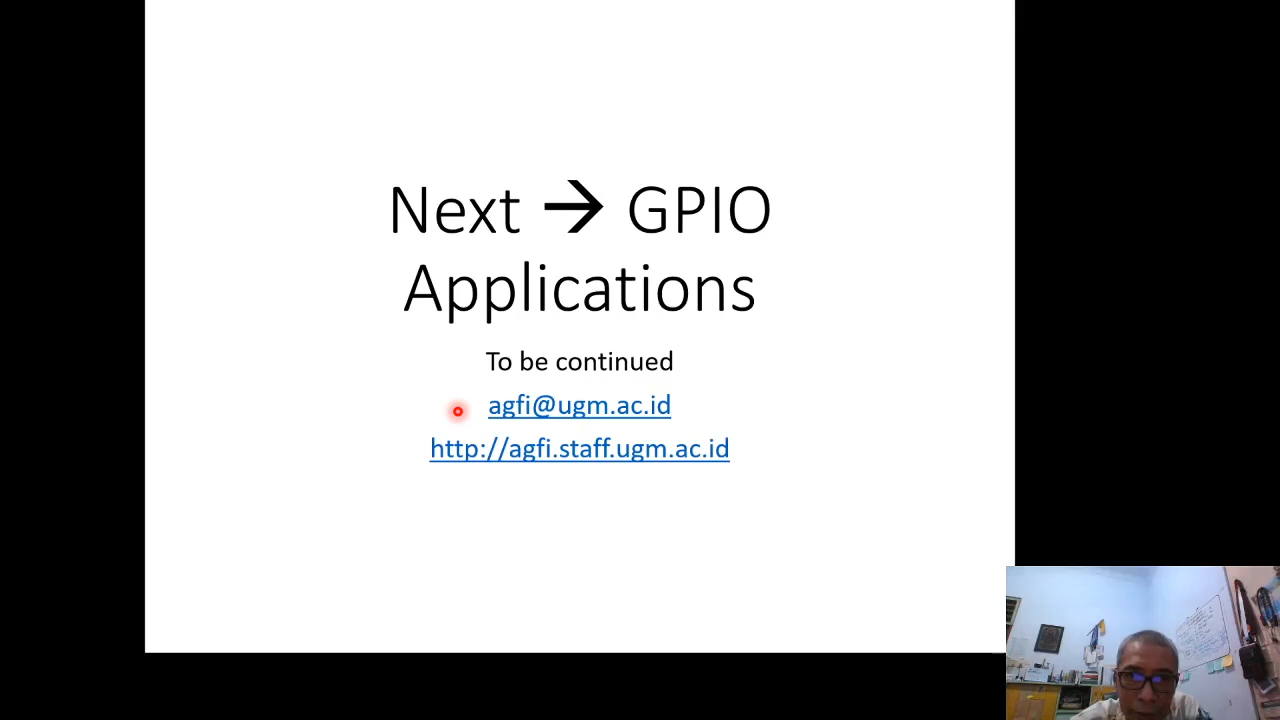 Next → GPIO
Applications
To be continued
agfi@ugm.ac.id
http://agfi.staff.ugm.ac.id